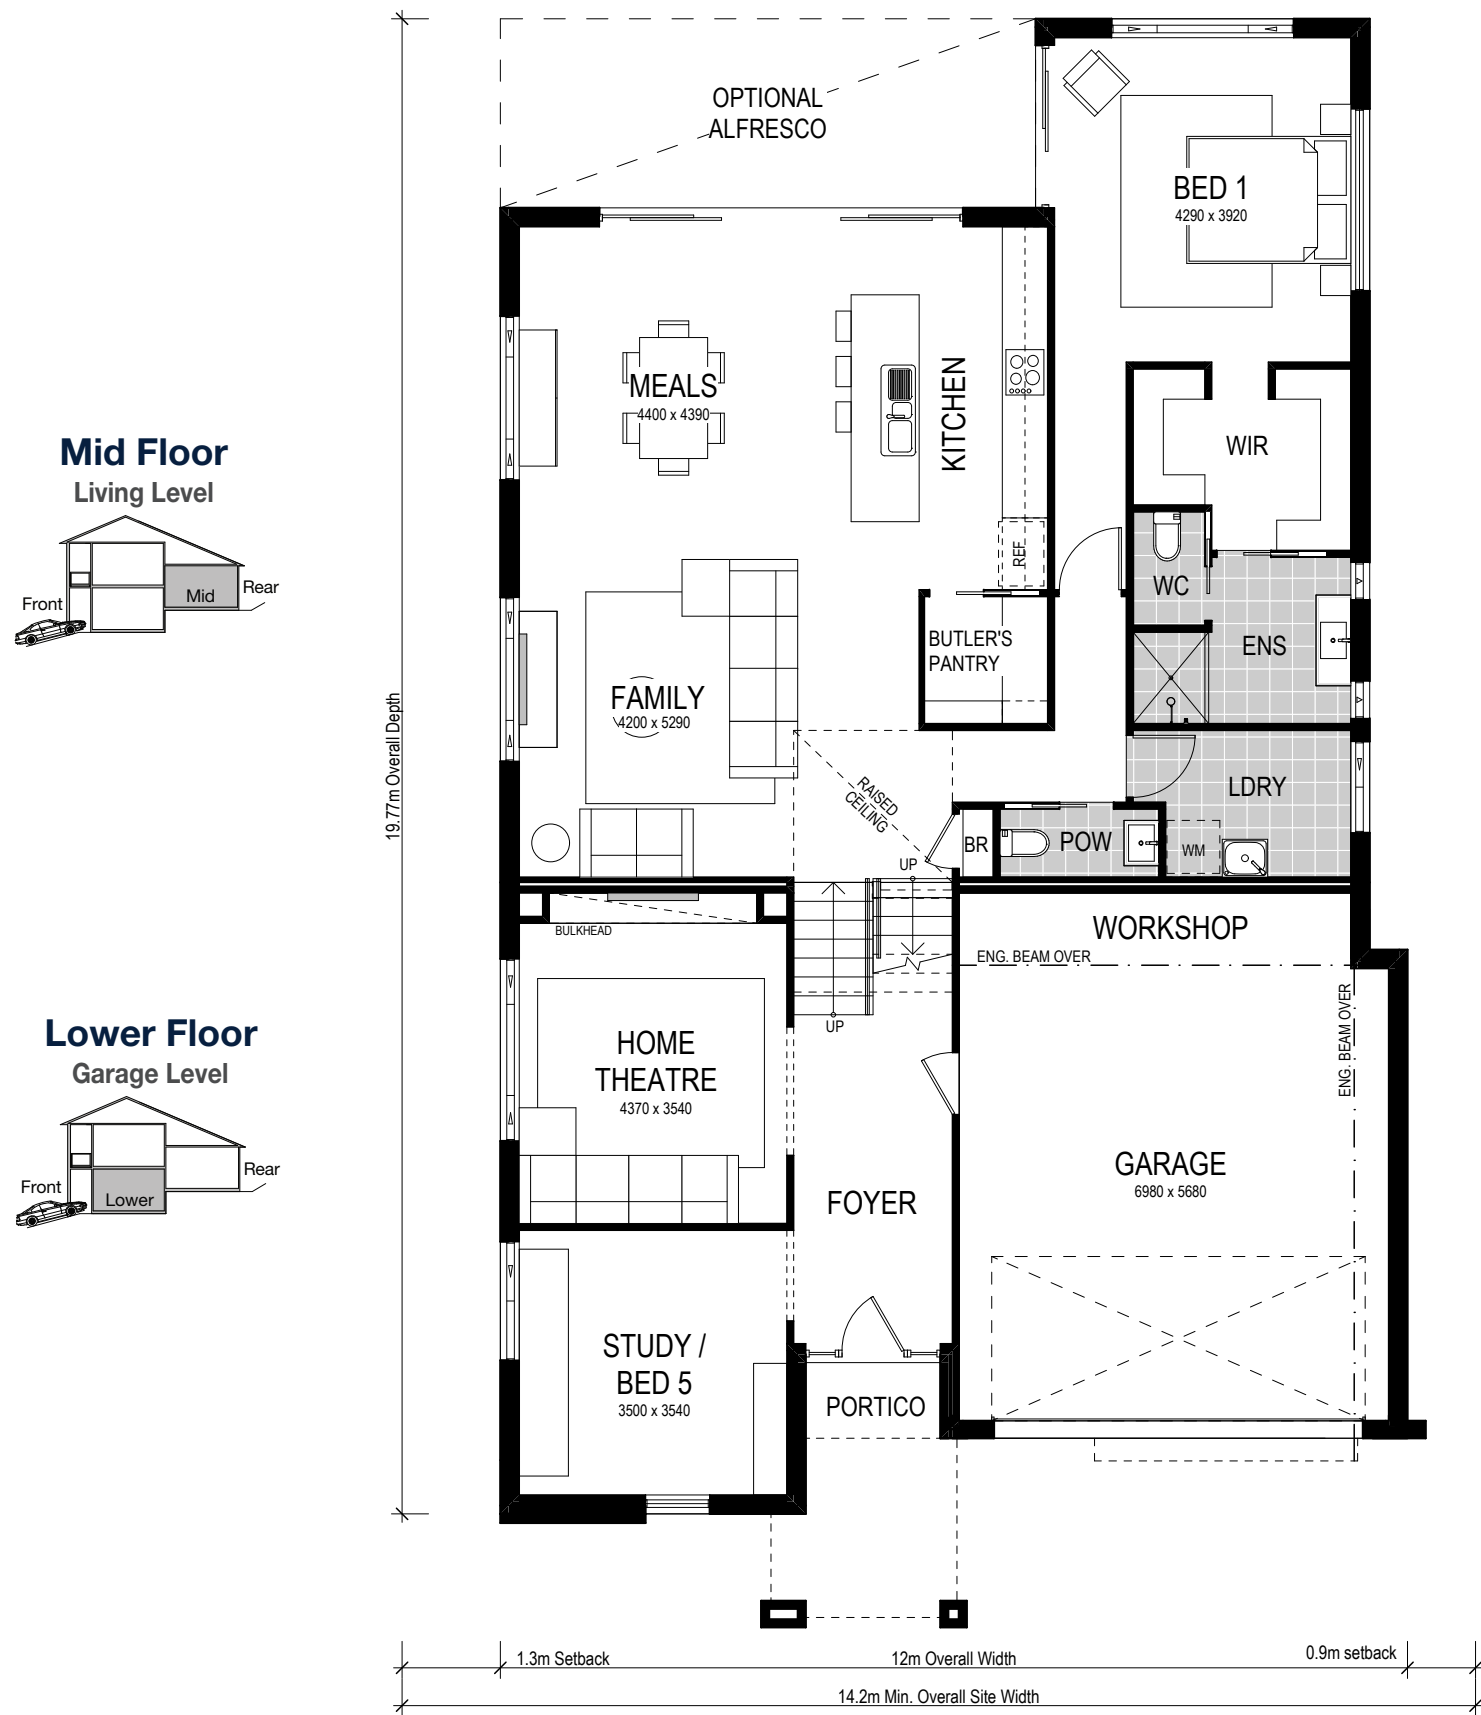 OPTIONAL
ALFRESCO
BED 1
4290 x 3920
MEALS
4400 x 4390
KITCHEN
WIR
Mid Floor
Living Level
Mid
Rear
Front
REF
WC
BUTLER'S
PANTRY
ENS
FAMILY
4200 x 5290
19.77m Overall Depth
RAISED
CEILING
LDRY
BR
POW
WM
UP
BULKHEAD
WORKSHOP
ENG. BEAM OVER
ENG. BEAM OVER
UP
Lower Floor
Garage Level
Rear
Front
Lower
HOME
THEATRE
4370 x 3540
GARAGE
6980 x 5680
FOYER
STUDY /
BED 5
3500 x 3540
PORTICO
1.3m Setback
12m Overall Width
0.9m setback
14.2m Min. Overall Site Width